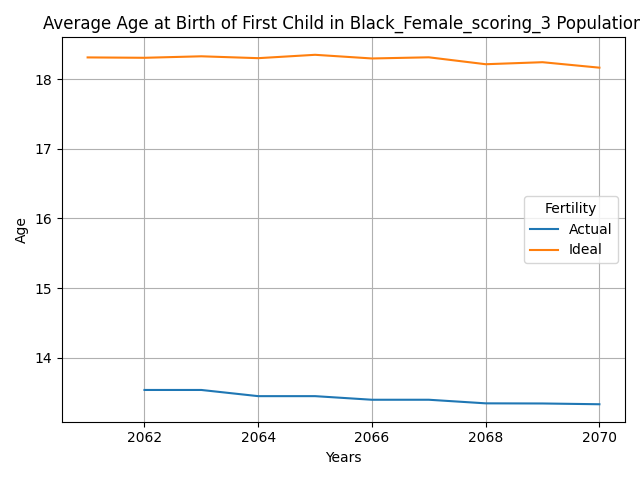 Average Age at Birth of First Child in Black_Female_scoring_3 Population
18
17
16
15
14
Age
Fertility
Actual
Ideal
2062 2064 2066 2068 2070
Years